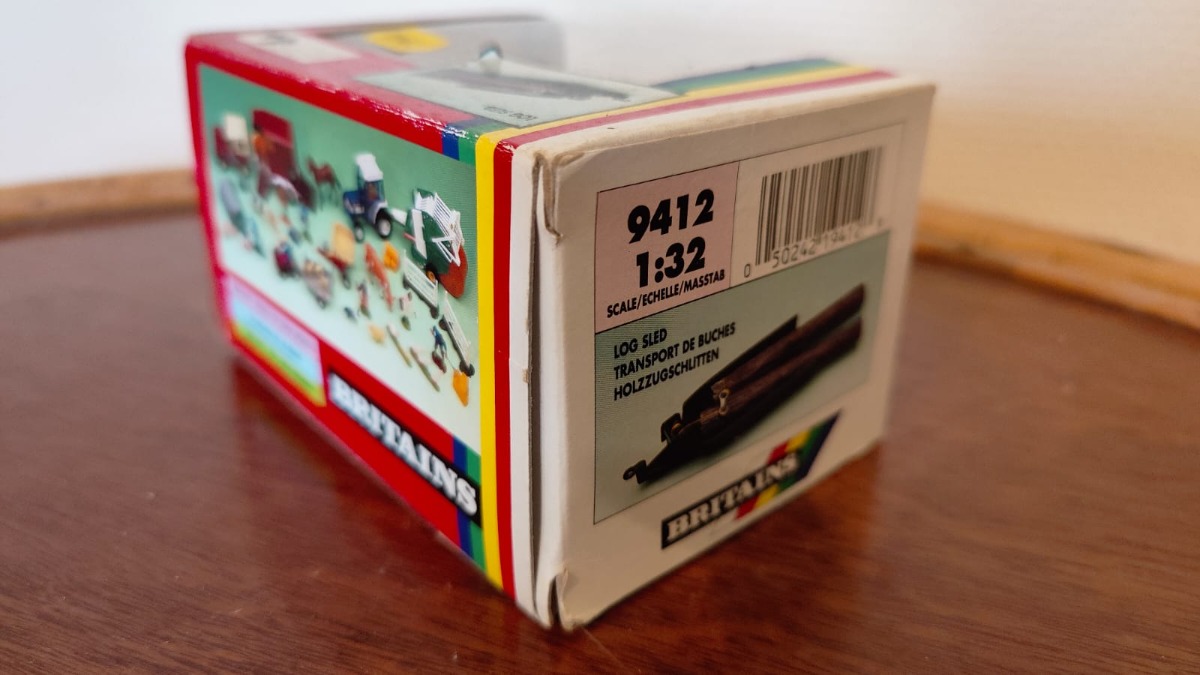 BRITAINS
9412
1:32
SCALE/ECHELLE/MASSTAB
LOG SLED
TRANSPORT DE BUCHES
HOLZZUGSCHLITTEN
BRITAINS